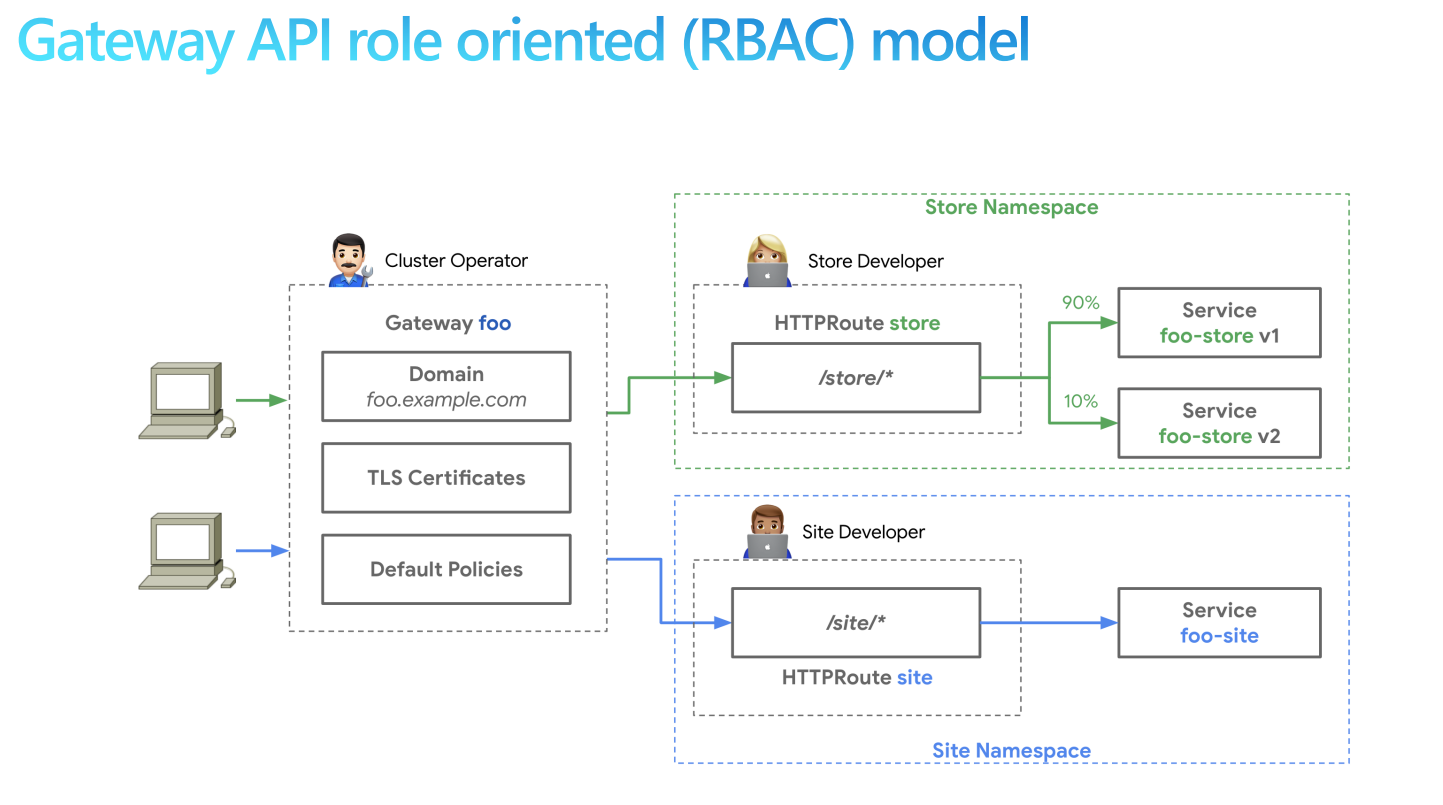 Gateway API role oriented (RBAC) model
Cluster Operator
Gateway foo
Domain
foo.example.com
TLS Certificates
Default Policies
Store Namespace
Store Developer
HTTPRoute store
/store/*
90%
Service
foo-store v1
10%
Service
foo-store v2
Site Developer
/site/*
HTTPRoute site
Service
foo-site
Site Namespace